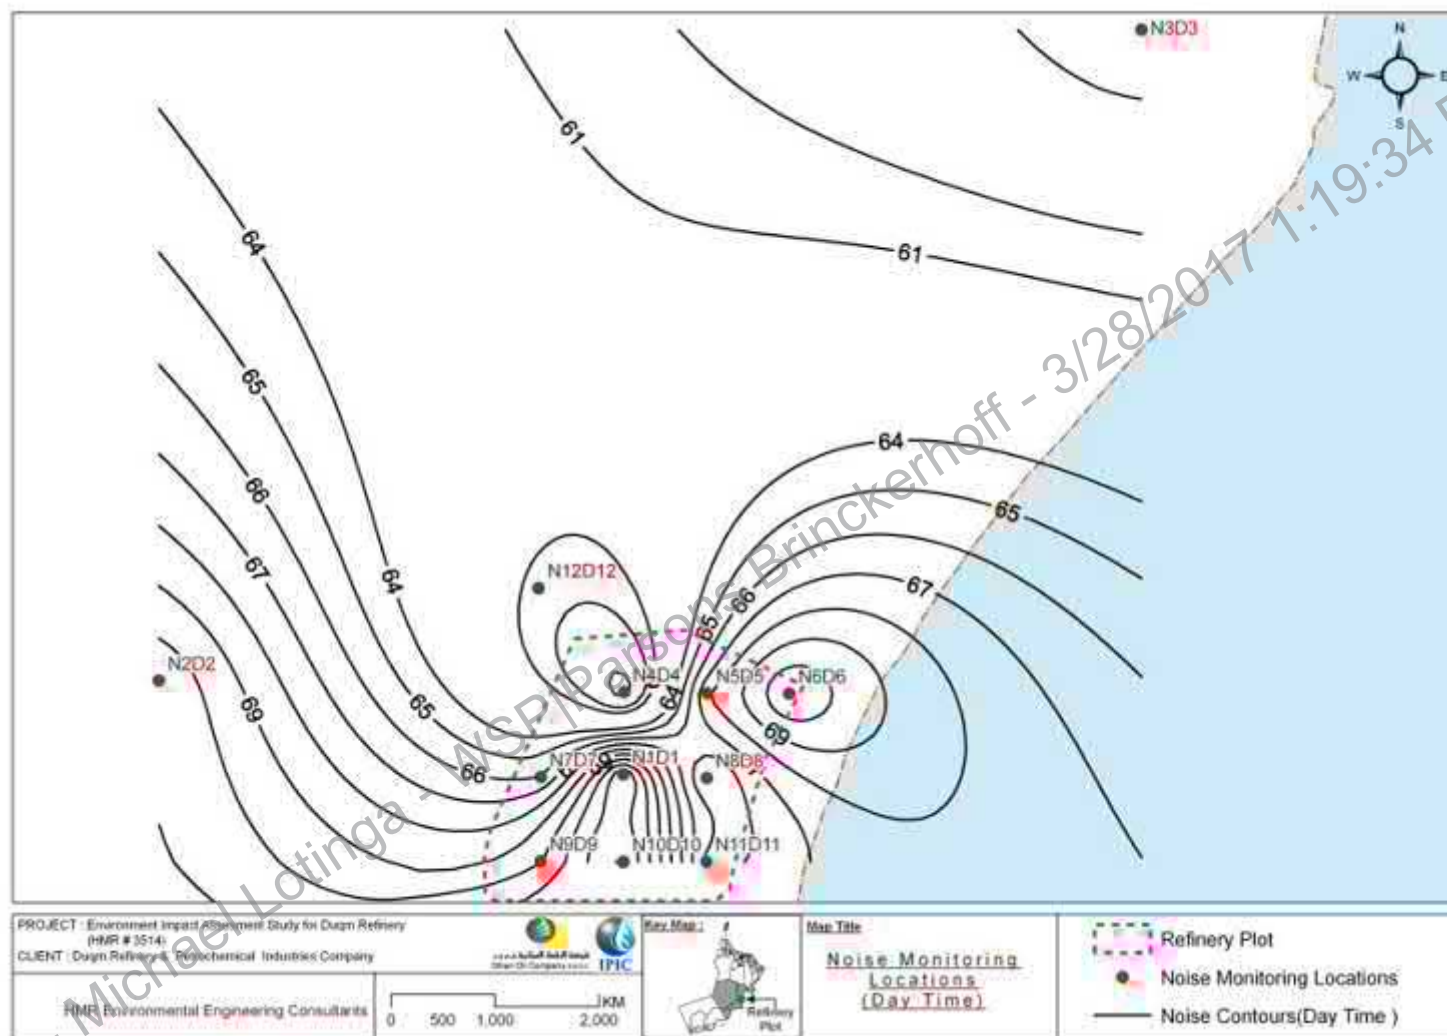 N3D3
N
W E
S
61
64
61
64
65
65
66
67
66
67
64
N12D12
65
66
N2D2
N4D4
N5D5
N6D6
64
69
65
69
66
N7D7
N1D1
N8D8
N9D9
N10D10
N11D11
Michael Lotinga - WSP|Parsons Brinckerhoff - 3/28/2017 1:19:34
PROJECT : Environment Impact Assessment Study for Duqm Refinery
(HMR # 3514)
CLIENT : Duqm Refinery & Petrochemical Industries Company
Oman Oil Company
IPIC
HMR Environmental Engineering Consultants
KM
0 500 1,000 2,000
Key Map :
Refinery
Plot
Map Title
Noise Monitoring
Locations
(Day Time)
Refinery Plot
Noise Monitoring Locations
Noise Contours(Day Time )